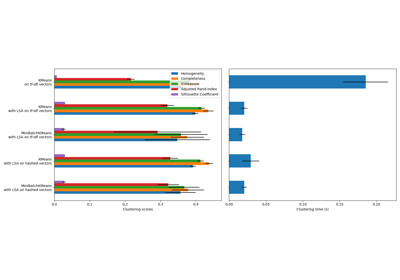 Homogeneity
Completeness
V-measure
Adjusted Rand-Index
Silhouette Coefficient
KMeans
on tf-idf vectors
KMeans
with LSA on tf-idf vectors
MiniBatchKMeans
with LSA on tf-idf vectors
KMeans
with LSA on hashed vectors
MiniBatchKMeans
with LSA on hashed vectors
0.0 0.1 0.2 0.3 0.4
Clustering scores
0.00 0.05 0.10 0.15 0.20
Clustering time (s)